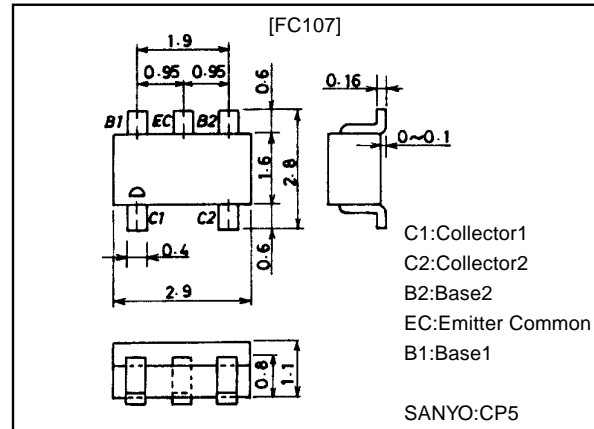 [FC107]
1.9
0.95 0.95
0.6
0.16
B1 EC B2
0~0.1
1.6
2.8
C1 C2
0.4
0.6
2.9
C1:Collector1
C2:Collector2
B2:Base2
EC:Emitter Common
B1:Base1
0.8
1.1
SANYO:CP5